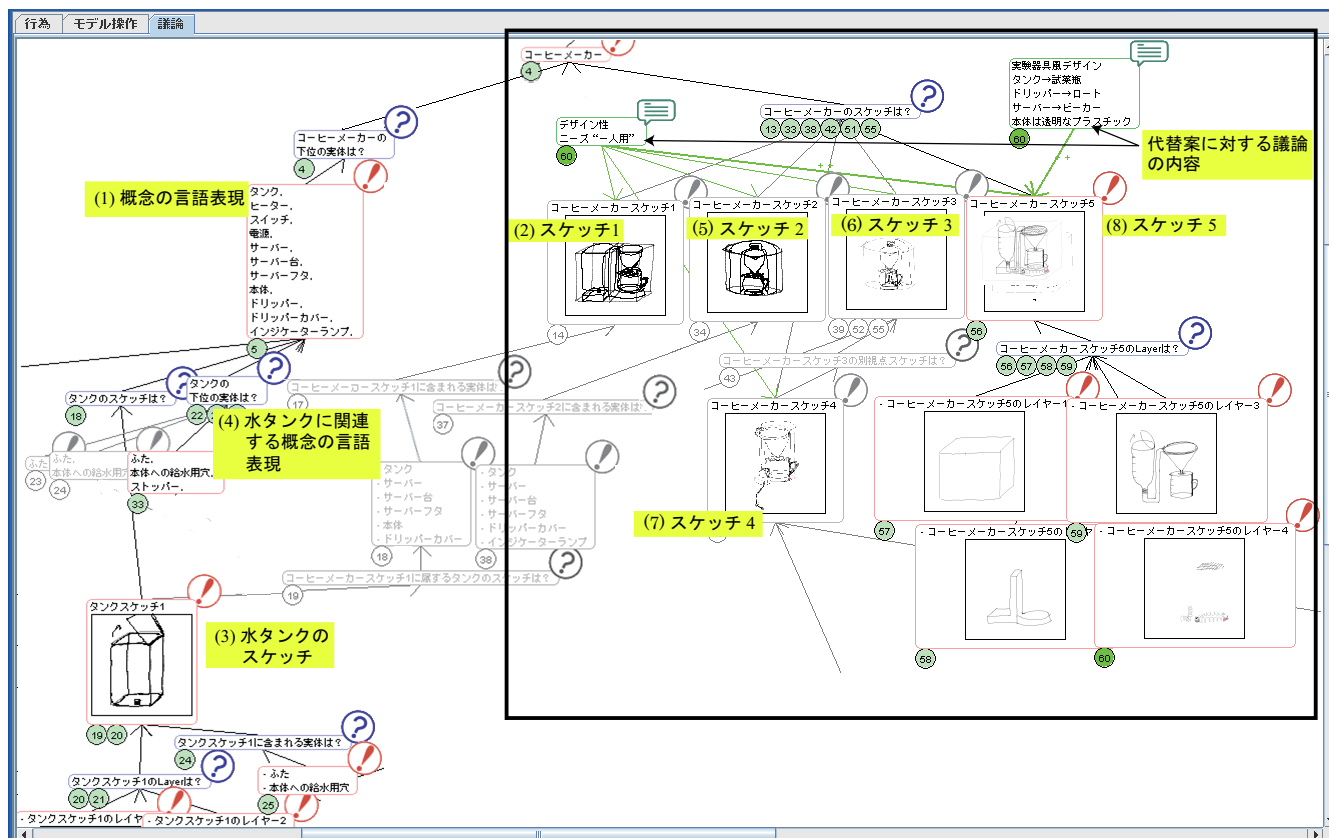 行為
モデル操作
議論
コーヒーメーカー
4
コーヒーメーカーの
下位の実体は？
4
(1) 概念の言語表現
タンク.
ヒーター.
スイッチ.
電源.
サーバー.
サーバー台.
サーバーフタ.
本体.
ドリッパー.
ドリッパーカバー.
インジケーターランプ.
5
デザイン性
ニーズ“一人用”
60
コーヒーメーカーのスケッチは？
13 33 38 42 51 55
実験器具風デザイン
タンク→試薬瓶
ドリッパー→ロート
サーバー→ビーカー
本体は透明なプラスチック
60
代替案に対する議論
の内容
コーヒーメーカースケッチ1
(2) スケッチ1
14
コーヒーメーカースケッチ2
(5) スケッチ 2
34
コーヒーメーカースケッチ3
(6) スケッチ 3
39 52 55
コーヒーメーカースケッチ5
(8) スケッチ 5
56
コーヒーメーカースケッチ3の別視点スケッチは？
43
コーヒーメーカースケッチ5のLayerは？
56 57 58 59
タンクのスケッチは？
18
タンクの
下位の実体は？
22
(4) 水タンクに関連
する概念の言語
表現
コーヒーメーカースケッチ1に含まれる実体は
17
コーヒーメーカースケッチ2に含まれる実体は
37
ふた
23
ふた.
本体への給水用穴
24
ふた.
本体への給水用穴.
ストッパー.
33
タンク
・サーバー
・サーバー台
・サーバーフタ
・本体
・ドリッパーカバー
18
・タンク
・サーバー
・サーバー台
・サーバーフタ
・本体
・ドリッパーカバー
・インジケーターランプ
38
コーヒーメーカースケッチ1に属するタンクのスケッチは？
19
コーヒーメーカースケッチ4
(7) スケッチ 4
- コーヒーメーカースケッチ5のレイヤー1
57
- コーヒーメーカースケッチ5のレイヤー3
59
- コーヒーメーカースケッチ5の
58
- コーヒーメーカースケッチ5のレイヤー4
60
タンクスケッチ1
(3) 水タンクの
スケッチ
19 20
タンクスケッチ1に含まれる実体は？
24
・ふた
・本体への給水用穴
25
タンクスケッチ1のLayerは？
20 21
- タンクスケッチ1のレイヤ
- タンクスケッチ1のレイヤー2